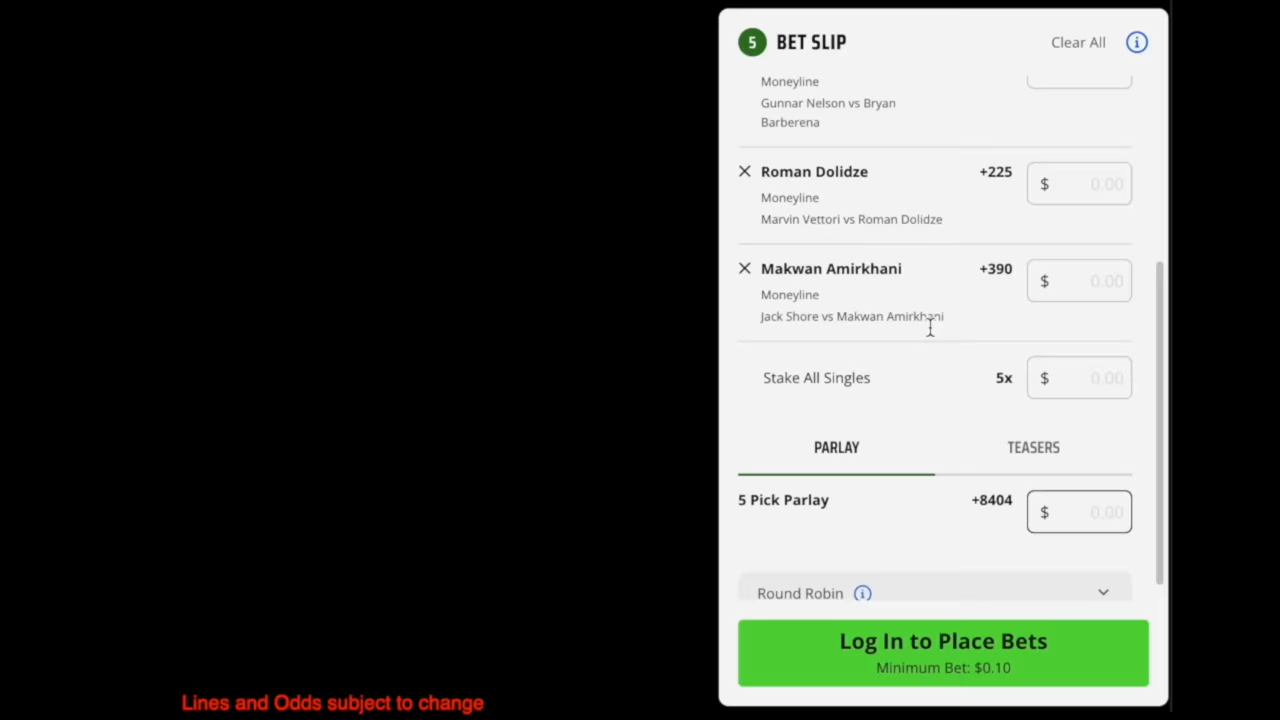 5 BET SLIP Clear All i
Moneyline
Gunnar Nelson vs Bryan
Barberena
Roman Dolidze +225 $ 0.00
Moneyline
Marvin Vettori vs Roman Dolidze
Makwan Amirkhani +390 $ 0.00
Moneyline
Jack Shore vs Makwan Amirkhani
Stake All Singles 5x $ 0.00
PARLAY TEASERS
5 Pick Parlay +8404 $ 0.00
Round Robin i
Log In to Place Bets
Minimum Bet: $0.10
Lines and Odds subject to change